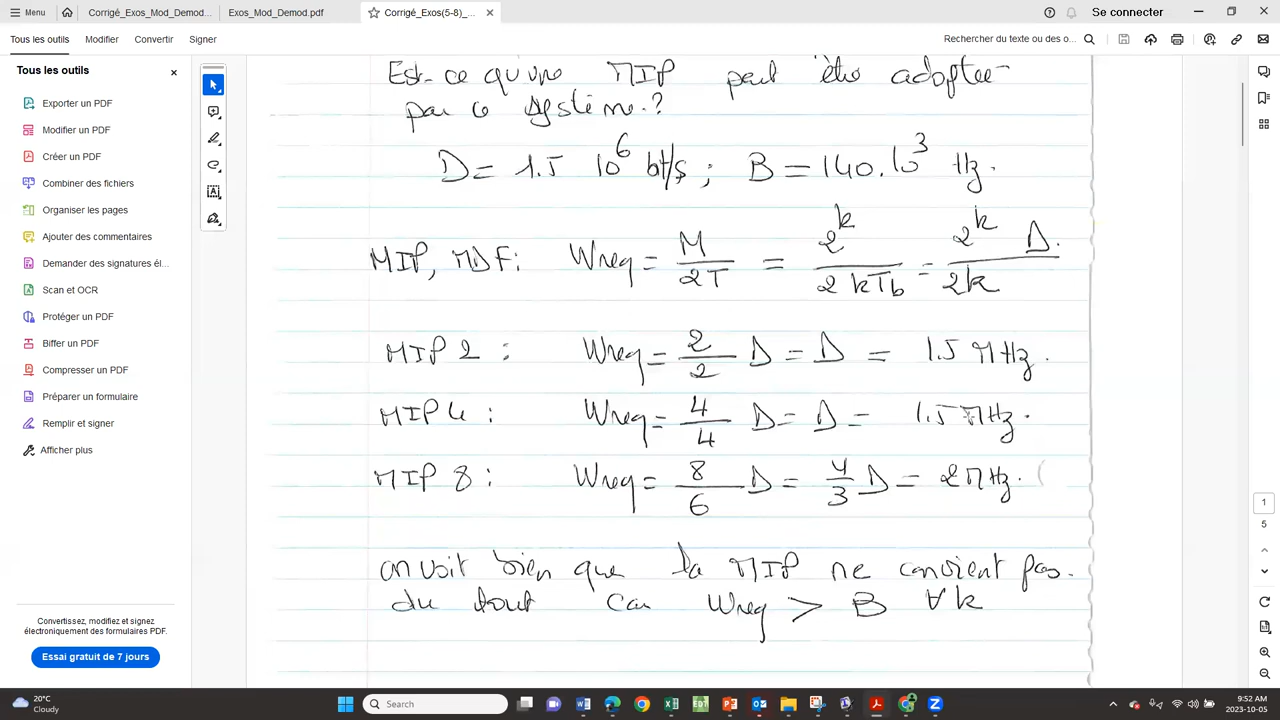 Menu
Corrigé_Exos_Mod_Demod...
Exos_Mod_Demod.pdf
Corrigé_Exos(5-8)_...
Se connecter
Tous les outils
Modifier
Convertir
Signer
Rechercher du texte ou des o...
Tous les outils
Exporter un PDF
Modifier un PDF
Créer un PDF
Combiner des fichiers
Organiser les pages
Ajouter des commentaires
Demander des signatures él...
Scan et OCR
Protéger un PDF
Biffer un PDF
Compresser un PDF
Préparer un formulaire
Remplir et signer
Afficher plus
Convertissez, modifiez et signez
électroniquement des formulaires PDF.
Essai gratuit de 7 jours
Est-ce qu'une MIP peut être adoptée
par ce système.?
D = 1.5 10^6 bit/s ; B = 140.10^3 Hz.
MIP, MDF: Wreq = M/2T = 2^k/2kTb = 2^k/2k D.
MIP 2 : Wreq = 2/2 D = D = 1.5 MHz.
MIP 4 : Wreq = 4/4 D = D = 1.5 MHz.
MIP 8 : Wreq = 8/6 D = 4/3 D = 2 MHz. (
on voit bien que la MIP ne convient pas
du tout car Wreq > B ∀k
1
5
20°C
Cloudy
Search
9:52 AM
2023-10-05